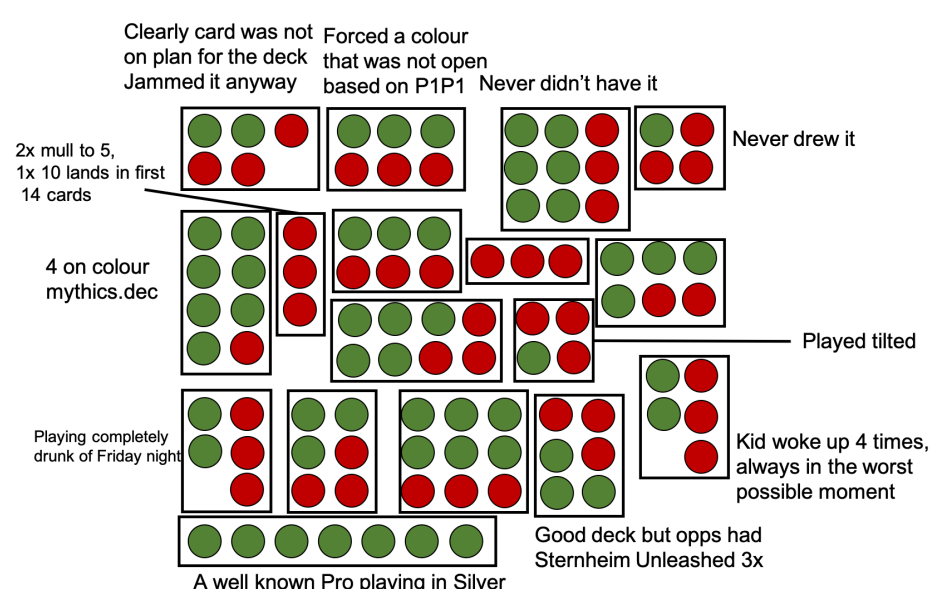 Clearly card was not
on plan for the deck
Jammed it anyway
Forced a colour
that was not open
based on P1P1
Never didn't have it
Never drew it
2x mull to 5,
1x 10 lands in first
14 cards
4 on colour
mythics.dec
Played tilted
Playing completely
drunk of Friday night
Kid woke up 4 times,
always in the worst
possible moment
Good deck but opps had
Sternheim Unleashed 3x
A well known Pro playing in Silver